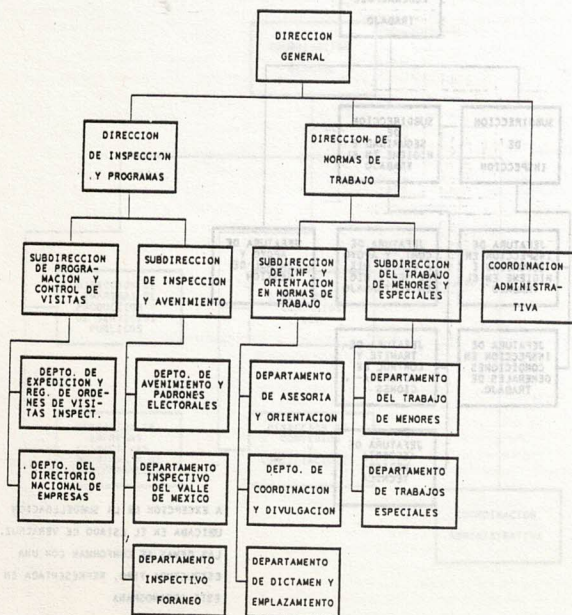 DIRECCION
GENERAL
DIRECCION
DE INSPECCION
Y PROGRAMAS
DIRECCION DE
NORMAS DE
TRABAJO
SUBDIRECCION
DE PROGRA-
MACION Y
CONTROL DE
VISITAS
SUBDIRECCION
DE INSPECCION
Y AVENIMIENTO
SUBDIRECCION
DE INF. Y
ORIENTACION
EN NORMAS DE
TRABAJO
SUBDIRECCION
DEL TRABAJO
DE MENORES Y
ESPECIALES
COORDINACION
ADMINISTRA-
TIVA
DEPTO. DE
EXPEDICION Y
REG. DE ORDE-
NES DE VISI-
TAS INSPECT.
DEPTO. DE
AVENIMIENTO Y
PADRONES
ELECTORALES
DEPARTAMENTO
DE ASESORIA
Y ORIENTACION
DEPARTAMENTO
DEL TRABAJO
DE MENORES
DEPTO. DEL
DIRECTORIO
NACIONAL DE
EMPRESAS
DEPARTAMENTO
INSPECTIVO
DEL VALLE
DE MEXICO
DEPTO. DE
COORDINACION
Y DIVULGACION
DEPARTAMENTO
DE TRABAJOS
ESPECIALES
DEPARTAMENTO
INSPECTIVO
FORANEO
DEPARTAMENTO
DE DICTAMEN Y
EMPLAZAMIENTO